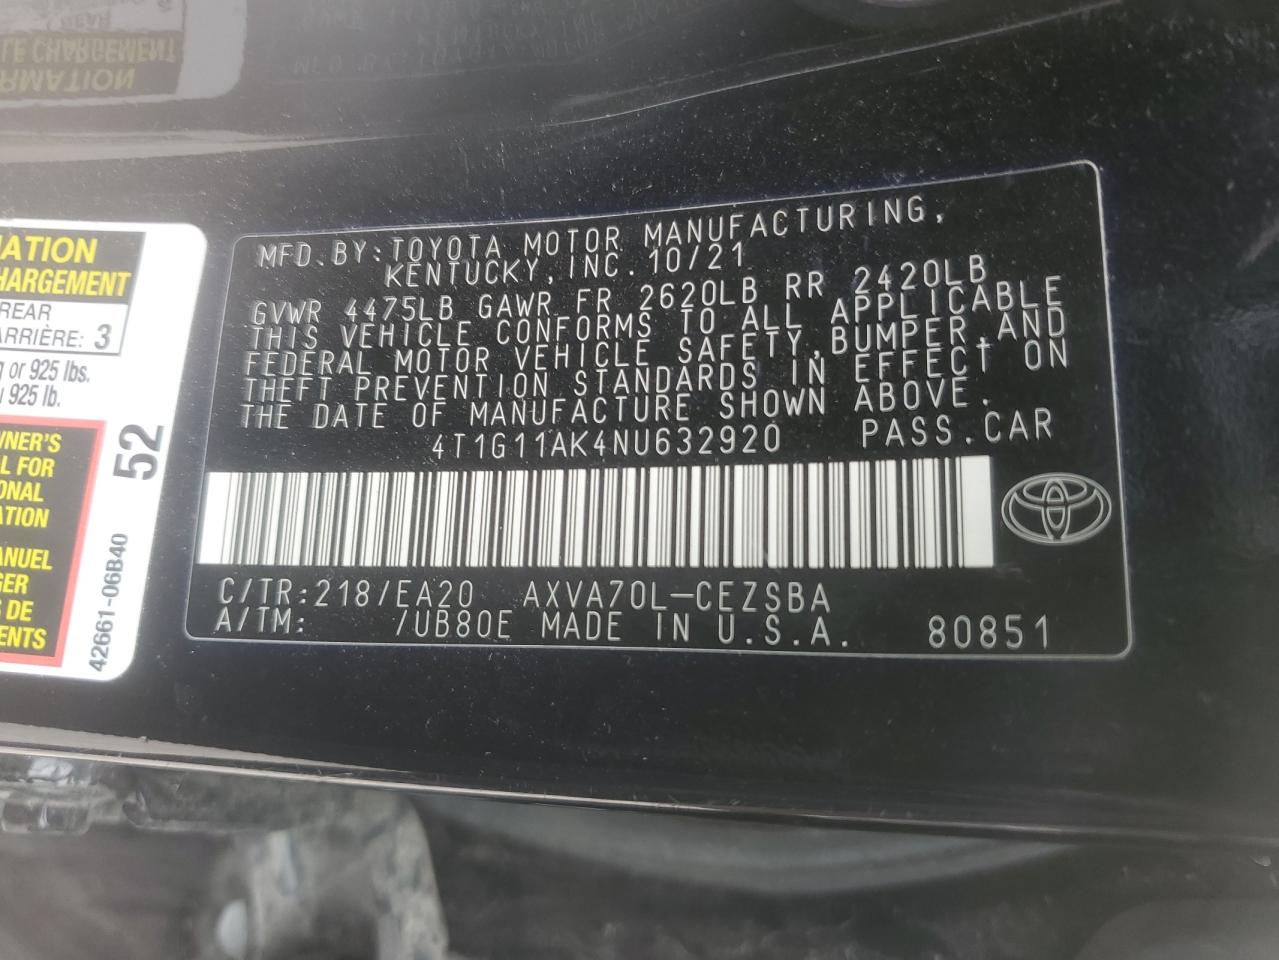 MFD. BY: TOYOTA MOTOR MANUFACTURING,
KENTUCKY, INC. 10/21
GVWR 4475LB GAWR FR 2620LB RR 2420LB
THIS VEHICLE CONFORMS TO ALL APPLICABLE
FEDERAL MOTOR VEHICLE SAFETY, BUMPER, AND
THEFT PREVENTION STANDARDS IN EFFECT ON
THE DATE OF MANUFACTURE SHOWN ABOVE.
4T1G11AK4NU632920 PASS. CAR
C/TR: 218/EA20 AXVA70L-CEZSBA
A/TM: /UB80E MADE IN U.S.A. 80851
REAR
ARRIÈRE: 3
or 925 lbs.
925 lb.
52
42661-06B40
CHARGEMENT